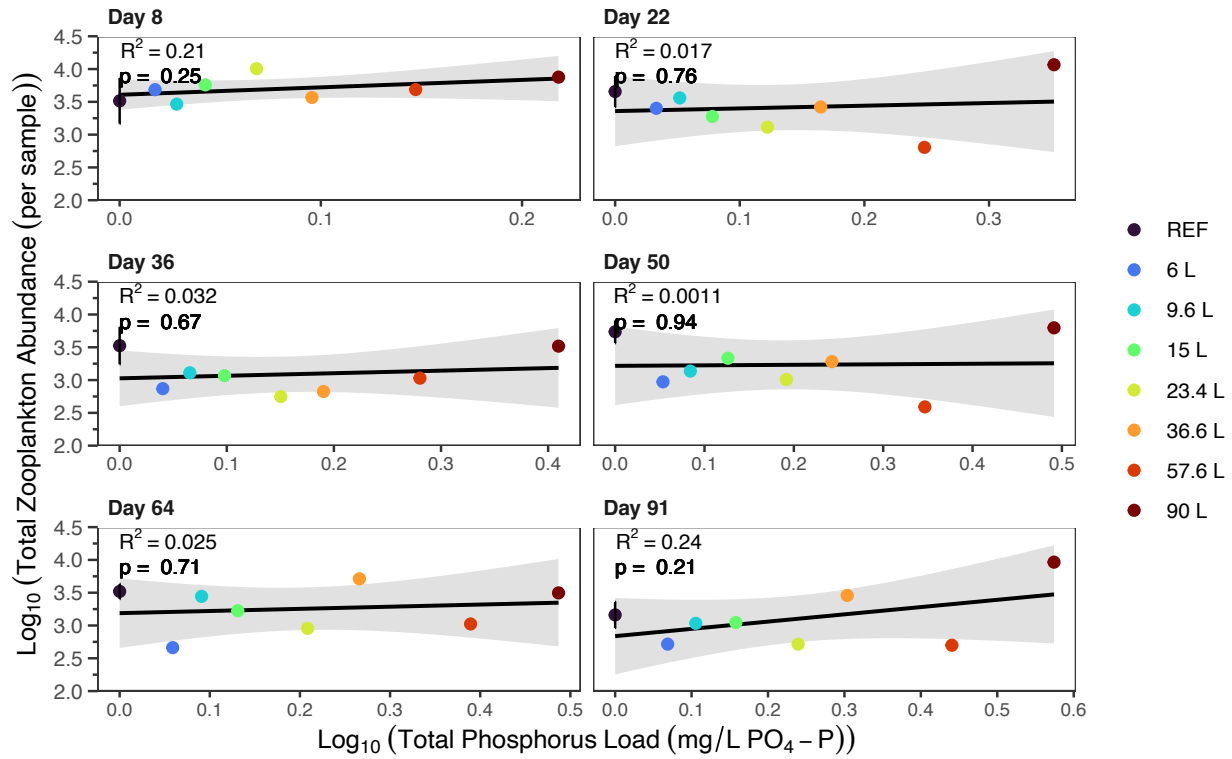 Day 8
Day 22
R² = 0.21
p = 0.25
R² = 0.017
p = 0.76
4.5
4.0
3.5
3.0
2.5
2.0
0.0 0.1 0.2
0.0 0.1 0.2 0.3
Day 36
Day 50
R² = 0.032
p = 0.67
R² = 0.0011
p = 0.94
4.5
4.0
3.5
3.0
2.5
2.0
0.0 0.1 0.2 0.3 0.4
0.0 0.1 0.2 0.3 0.4 0.5
Day 64
Day 91
R² = 0.025
p = 0.71
R² = 0.24
p = 0.21
4.5
4.0
3.5
3.0
2.5
2.0
0.0 0.1 0.2 0.3 0.4 0.5
0.0 0.1 0.2 0.3 0.4 0.5 0.6
Log₁₀ (Total Zooplankton Abundance (per sample))
Log₁₀ (Total Phosphorus Load (mg/L PO₄ − P))
REF
6 L
9.6 L
15 L
23.4 L
36.6 L
57.6 L
90 L